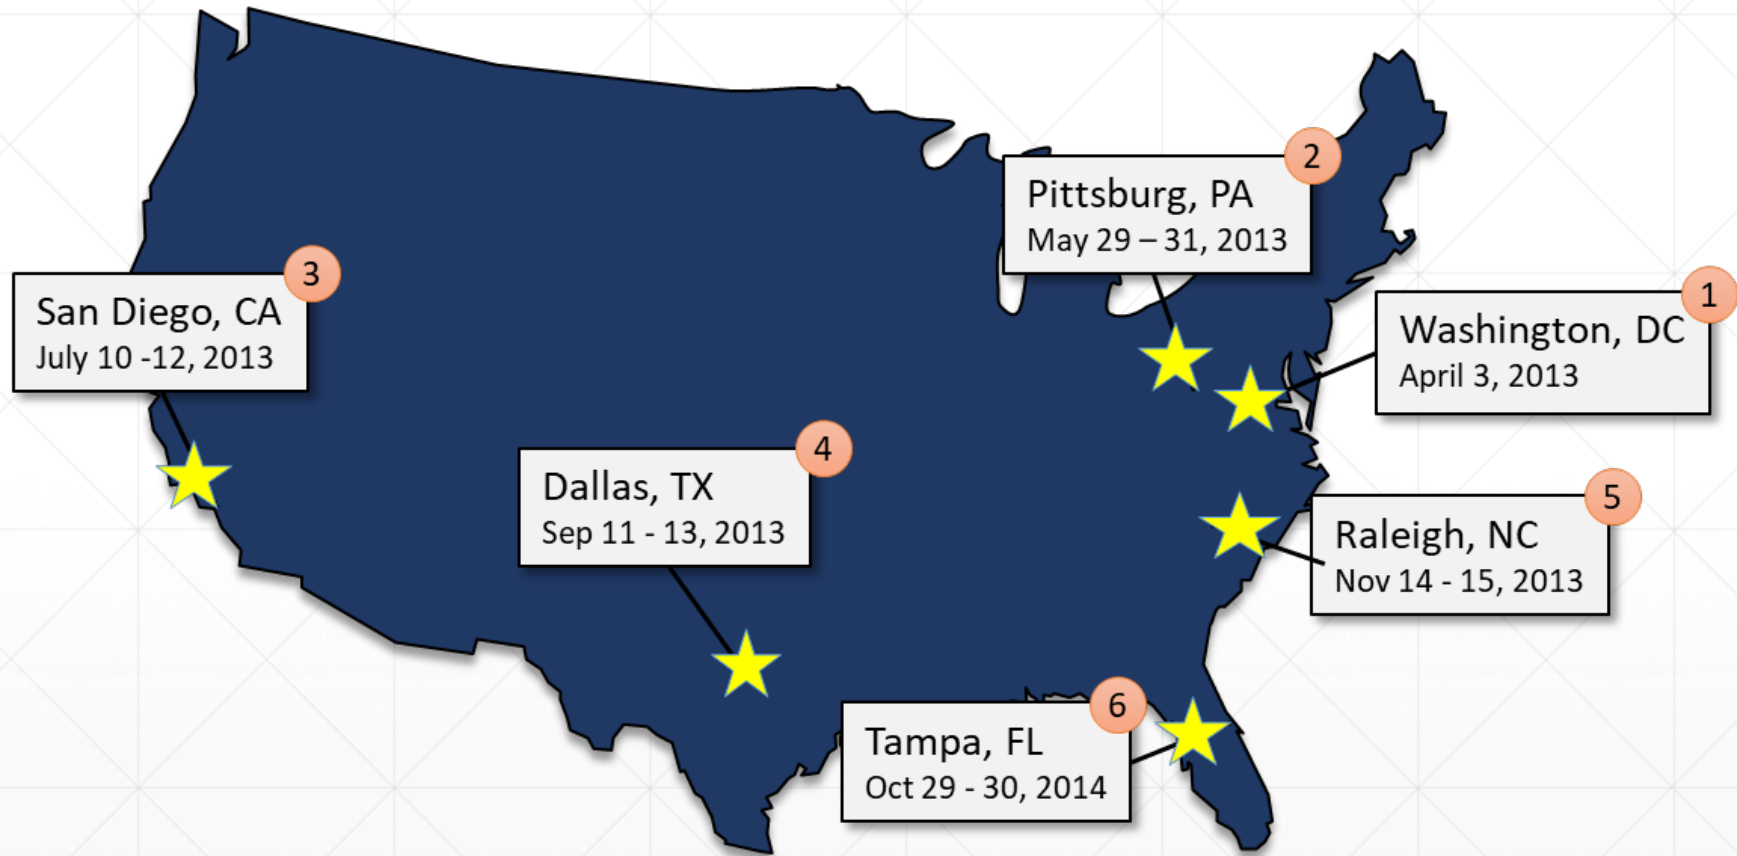 2
Pittsburg, PA
May 29 – 31, 2013
3
San Diego, CA
July 10 -12, 2013
1
Washington, DC
April 3, 2013
4
Dallas, TX
Sep 11 - 13, 2013
5
Raleigh, NC
Nov 14 - 15, 2013
6
Tampa, FL
Oct 29 - 30, 2014